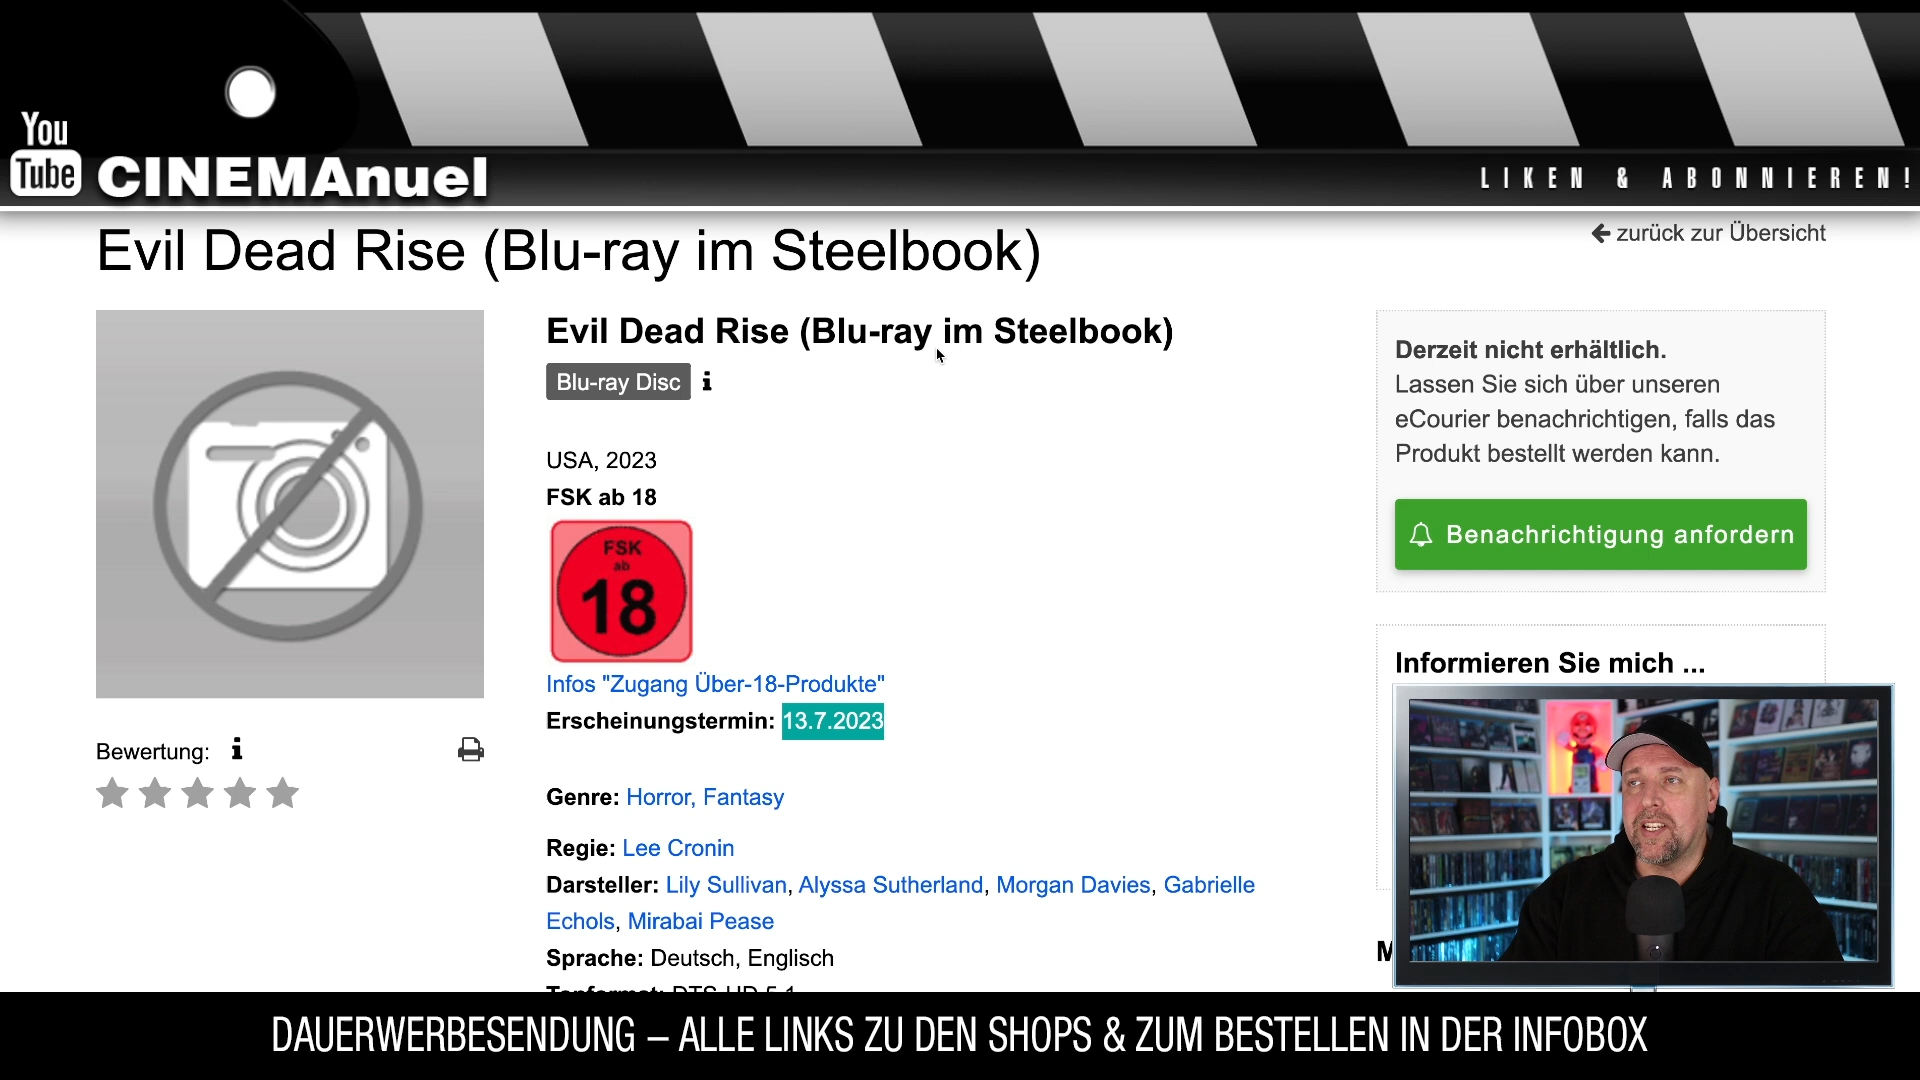 You
Tube CINEMAnuel
LIKEN & ABONNIEREN!
Evil Dead Rise (Blu-ray im Steelbook)
zurück zur Übersicht
Evil Dead Rise (Blu-ray im Steelbook)
Blu-ray Disc
USA, 2023
FSK ab 18
FSK
ab
18
Infos "Zugang Über-18-Produkte"
Erscheinungstermin: 13.7.2023
Bewertung:
Genre: Horror, Fantasy
Regie: Lee Cronin
Darsteller: Lily Sullivan, Alyssa Sutherland, Morgan Davies, Gabrielle
Echols, Mirabai Pease
Sprache: Deutsch, Englisch
Tonformat: DTS-HD 5.1
Derzeit nicht erhältlich.
Lassen Sie sich über unseren
eCourier benachrichtigen, falls das
Produkt bestellt werden kann.
Benachrichtigung anfordern
Informieren Sie mich ...
DAUERWERBESENDUNG – ALLE LINKS ZU DEN SHOPS & ZUM BESTELLEN IN DER INFOBOX